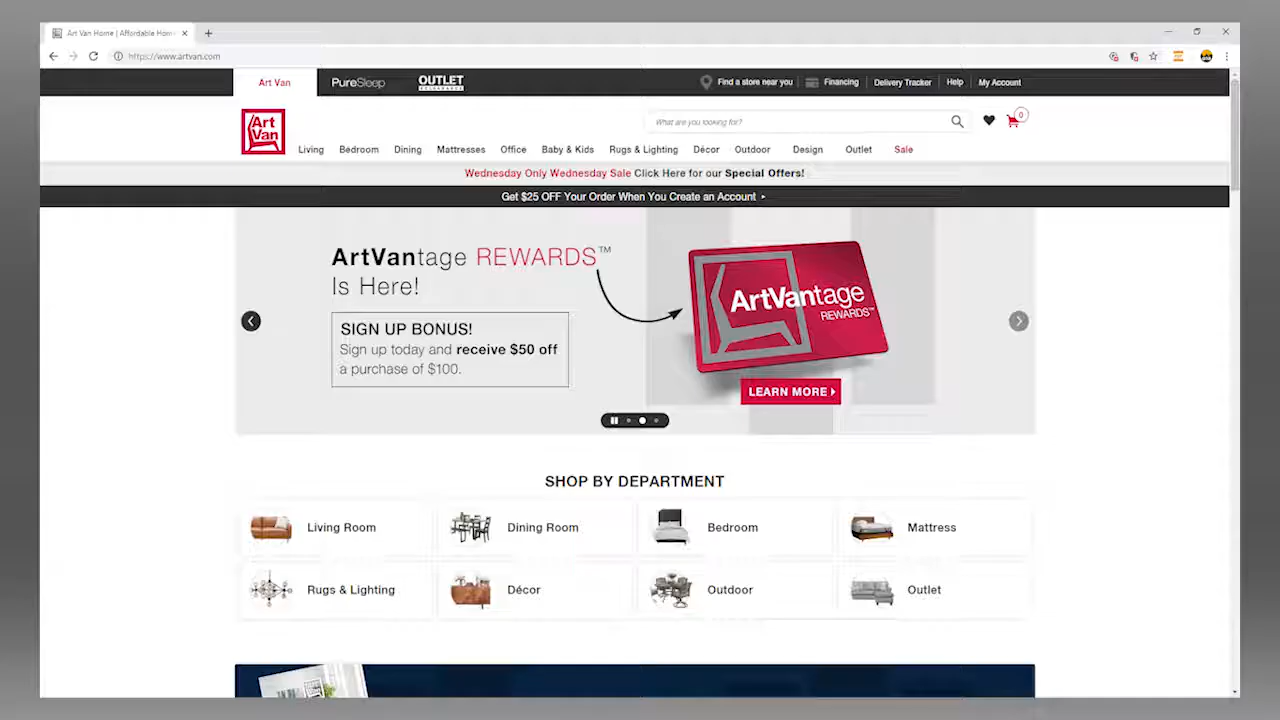 Art Van Home | Affordable Hom
https://www.artvan.com
Art Van
PureSleep
OUTLET
CLEARANCE
Find a store near you
Financing
Delivery Tracker
Help
My Account
Art Van
What are you looking for?
0
Living Bedroom Dining Mattresses Office Baby & Kids Rugs & Lighting Décor Outdoor Design Outlet Sale
Wednesday Only Wednesday Sale Click Here for our Special Offers!
Get $25 OFF Your Order When You Create an Account
ArtVantage REWARDS™
Is Here!
SIGN UP BONUS!
Sign up today and receive $50 off
a purchase of $100.
ArtVantage
REWARDS™
LEARN MORE
SHOP BY DEPARTMENT
Living Room
Dining Room
Bedroom
Mattress
Rugs & Lighting
Décor
Outdoor
Outlet